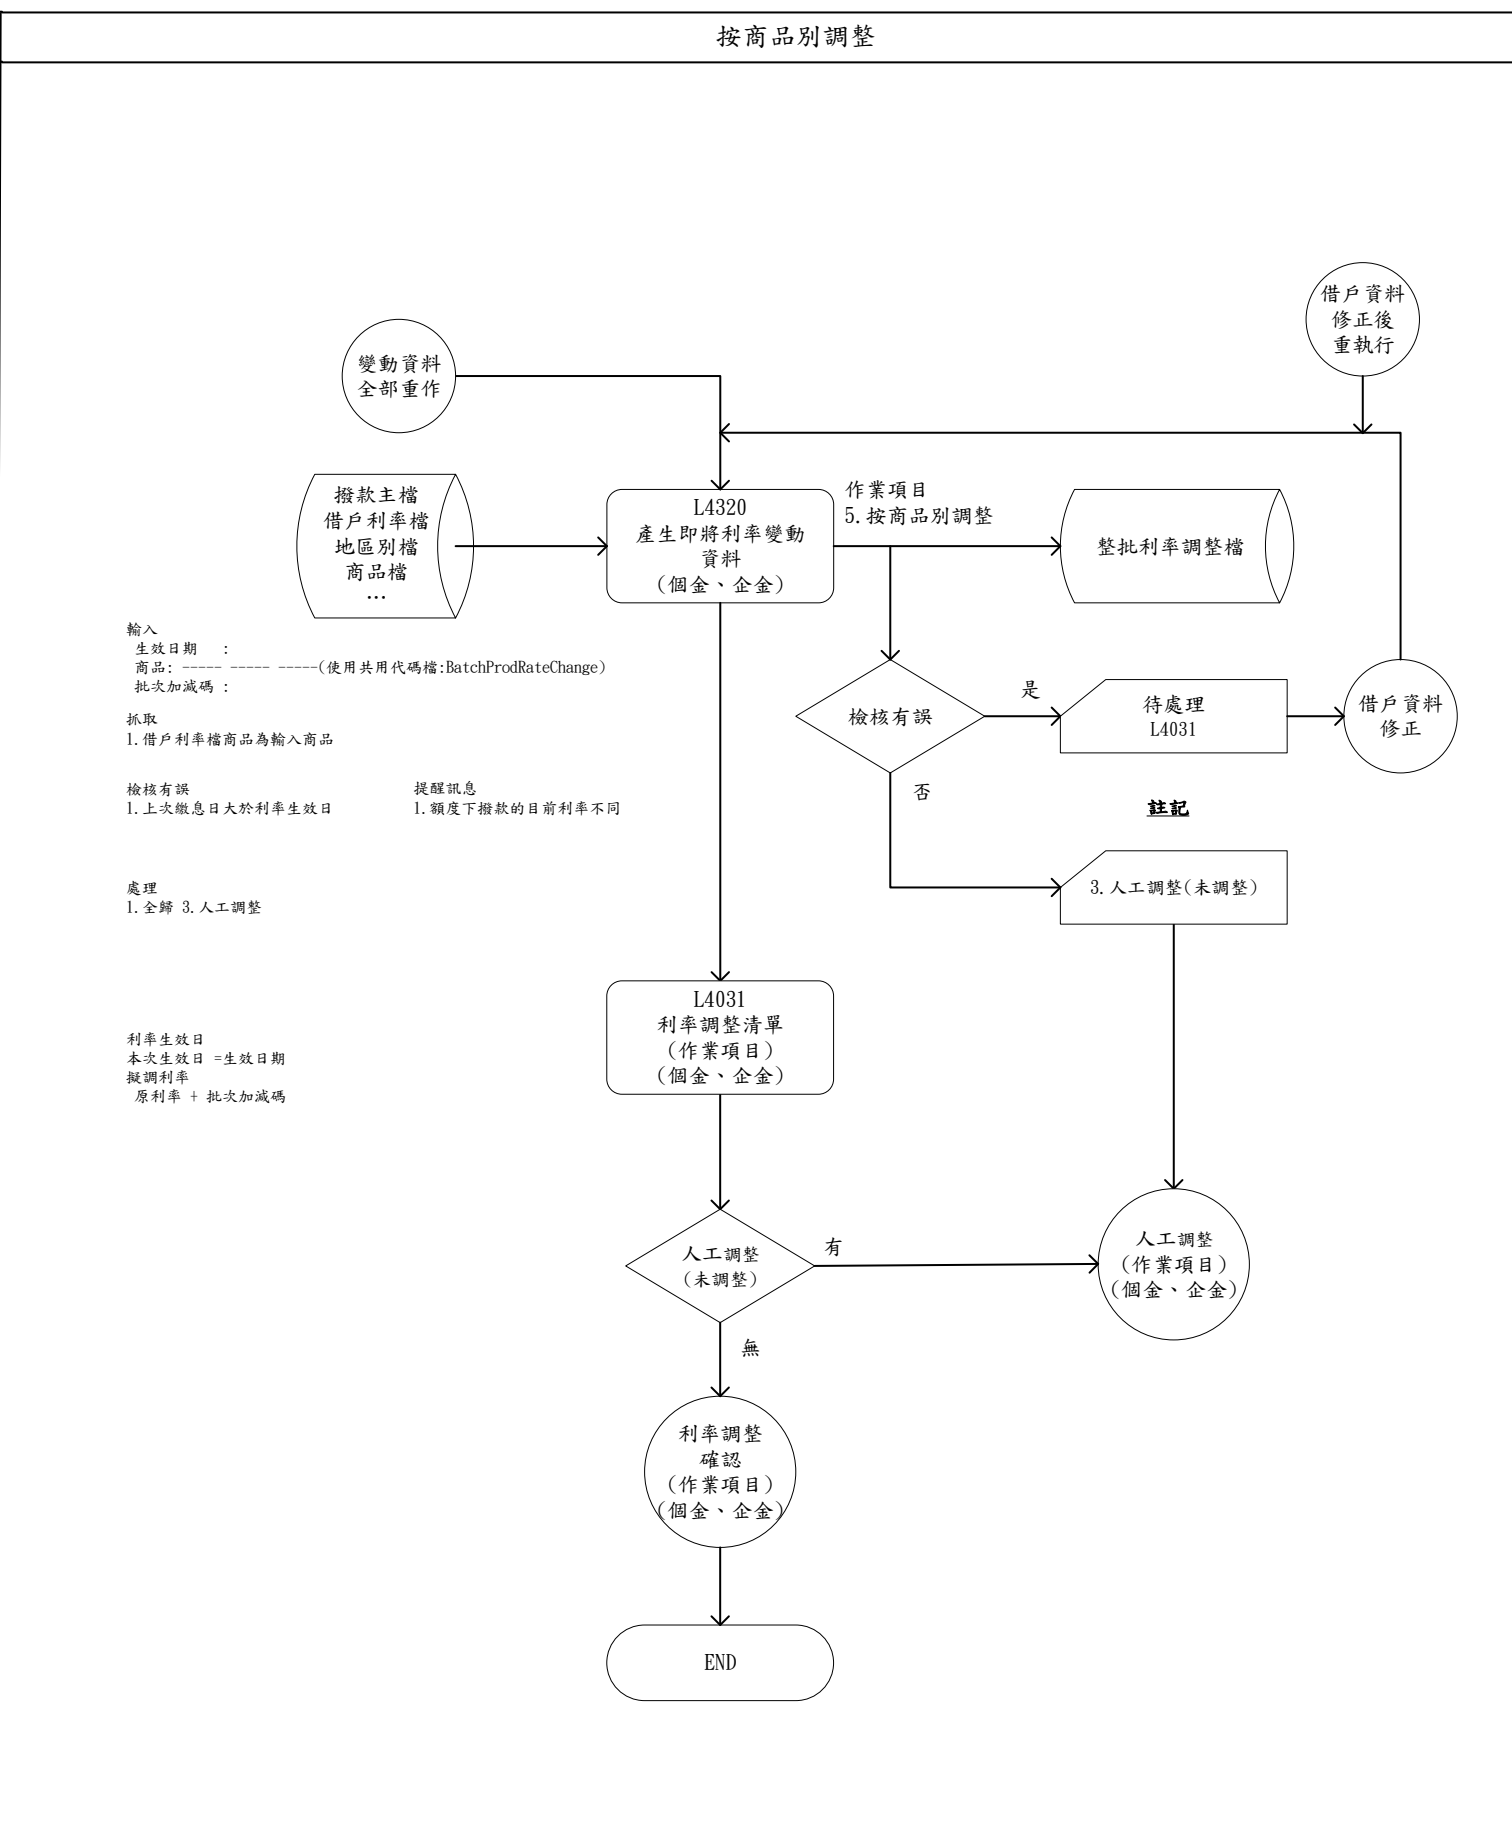 按商品別調整
借戶資料
修正後
重執行
變動資料
全部重作
撥款主檔
借戶利率檔
地區別檔
商品檔
...
L4320
產生即將利率變動
資料
(個金、企金)
作業項目
5.按商品別調整
整批利率調整檔
輸入
生效日期　:
商品: ----- ----- -----(使用共用代碼檔:BatchProdRateChange)
批次加減碼 :
抓取
1.借戶利率檔商品為輸入商品
檢核有誤
是
待處理
L4031
借戶資料
修正
否
檢核有誤
1.上次繳息日大於利率生效日
提醒訊息
1.額度下撥款的目前利率不同
註記
處理
1.全歸 3.人工調整
3.人工調整(未調整)
L4031
利率調整清單
(作業項目)
(個金、企金)
利率生效日
本次生效日 =生效日期
擬調利率
原利率 + 批次加減碼
人工調整
(未調整)
有
人工調整
(作業項目)
(個金、企金)
無
利率調整
確認
(作業項目)
(個金、企金)
END